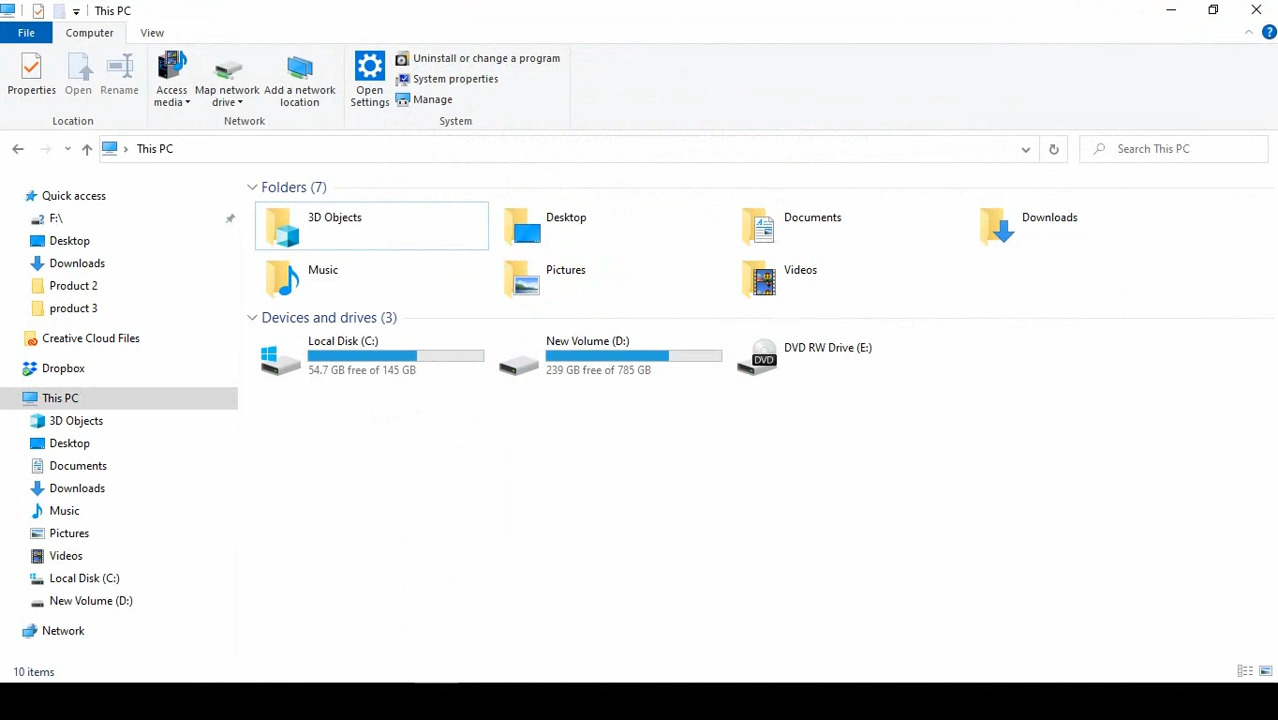 This PC
File Computer View
Properties Open Rename Access media Map network drive Add a network location Open Settings Uninstall or change a program
System properties
Manage
Location Network System
This PC Search This PC
Quick access
F:\
Desktop
Downloads
Product 2
product 3
Creative Cloud Files
Dropbox
This PC
3D Objects
Desktop
Documents
Downloads
Music
Pictures
Videos
Local Disk (C:)
New Volume (D:)
Network
Folders (7)
3D Objects Desktop Documents Downloads
Music Pictures Videos
Devices and drives (3)
Local Disk (C:) New Volume (D:) DVD RW Drive (E:)
DVD
54.7 GB free of 145 GB 239 GB free of 785 GB
10 items